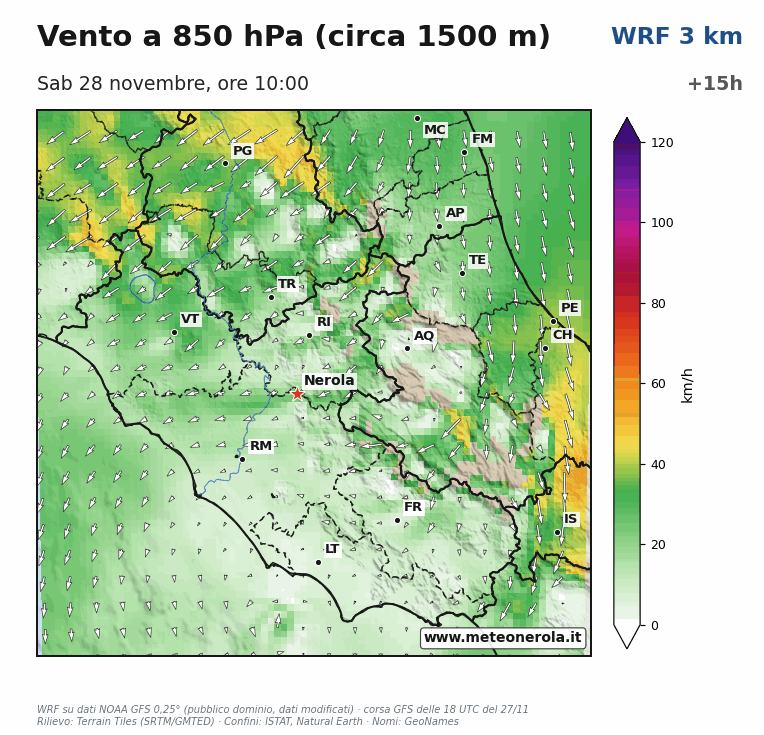 Vento a 850 hPa (circa 1500 m)
WRF 3 km
Sab 28 novembre, ore 10:00
+15h
MC
FM
PG
AP
TE
TR
PE
VT
RI
CH
AQ
Nerola
RM
FR
IS
LT
www.meteonerola.it
120
100
80
60
40
20
0
km/h
WRF su dati NOAA GFS 0,25° (pubblico dominio, dati modificati) · corsa GFS delle 18 UTC del 27/11
Rilievo: Terrain Tiles (SRTM/GMTED) · Confini: ISTAT, Natural Earth · Nomi: GeoNames